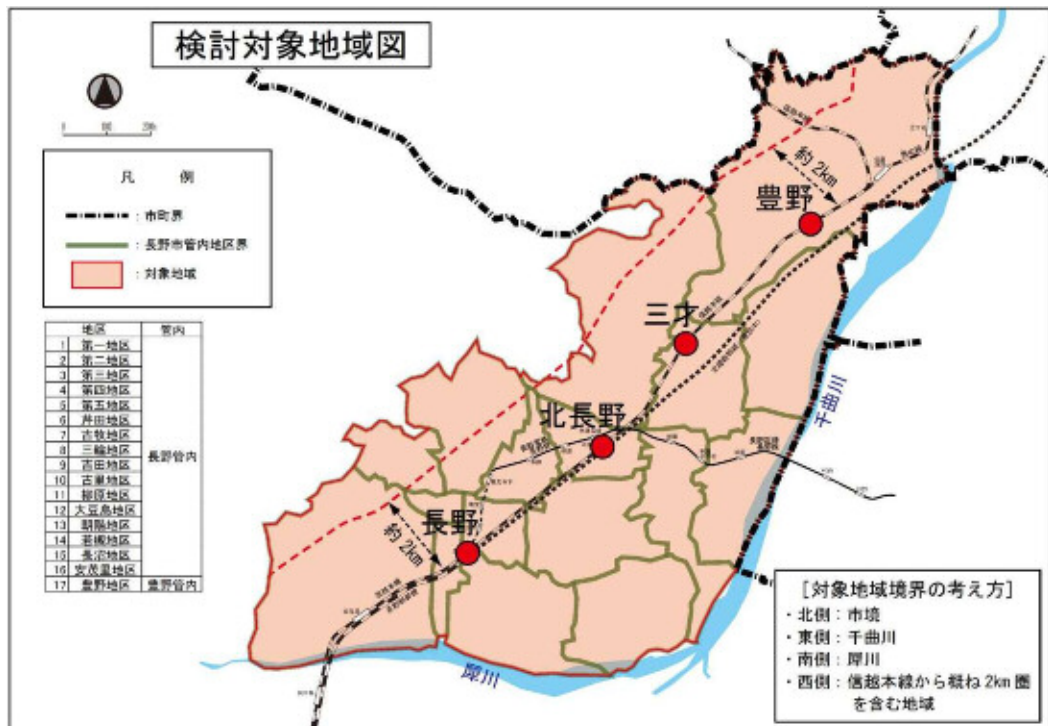 検討対象地域図
凡　例
：市町界
：長野市管内地区界
：対象地域
地区 管内
1 第一地区
2 第二地区
3 第三地区
4 第四地区
5 第五地区
6 芹田地区
7 古牧地区
8 三輪地区
9 吉田地区
10 古里地区
11 柳原地区
12 大豆島地区
13 朝陽地区
14 若槻地区
15 長沼地区
16 安茂里地区
長野管内
17 豊野地区 豊野管内
約2km
豊野
三才
北長野
長野
約2km
千曲川
犀川
[対象地域境界の考え方]
・北側：市境
・東側：千曲川
・南側：犀川
・西側：信越本線から概ね2km圏
を含む地域